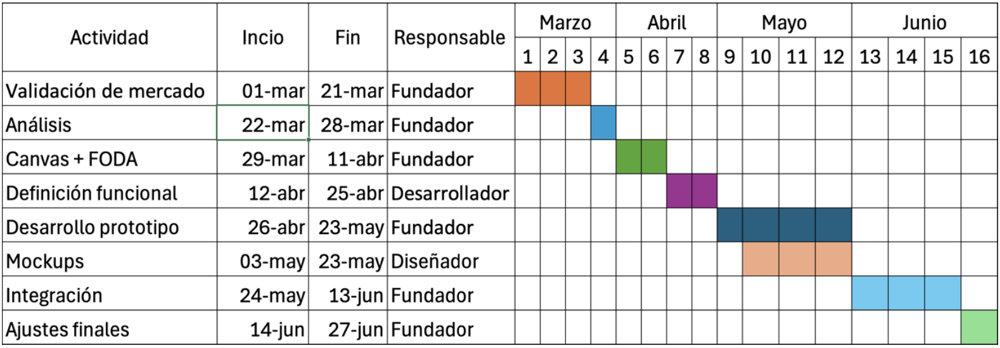 Actividad Incio Fin Responsable Marzo Abril Mayo Junio
1 2 3 4 5 6 7 8 9 10 11 12 13 14 15 16
Validación de mercado 01-mar 21-mar Fundador
Análisis 22-mar 28-mar Fundador
Canvas + FODA 29-mar 11-abr Fundador
Definición funcional 12-abr 25-abr Desarrollador
Desarrollo prototipo 26-abr 23-may Fundador
Mockups 03-may 23-may Diseñador
Integración 24-may 13-jun Fundador
Ajustes finales 14-jun 27-jun Fundador